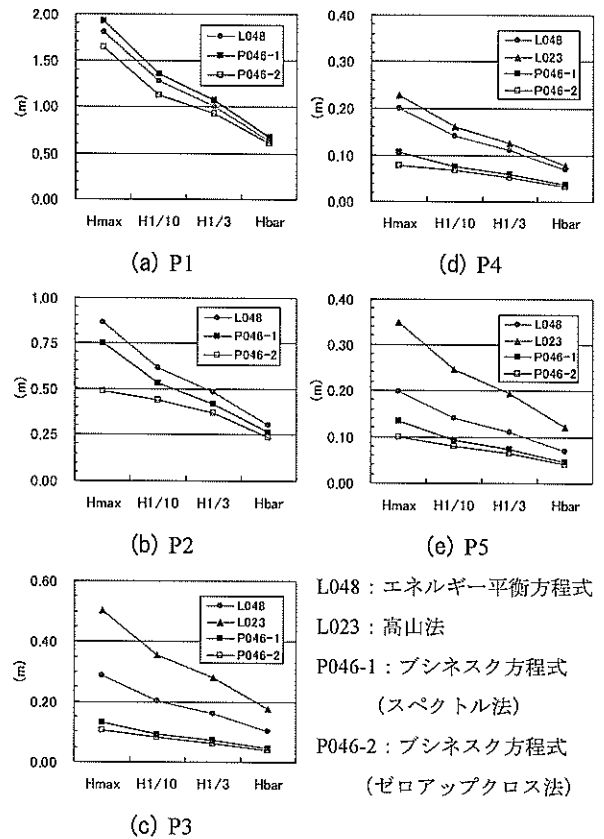 2.00
1.50
1.00
0.50
0.00
(m)
L048
P046-1
P046-2
Hmax H1/10 H1/3 Hbar
(a) P1
0.40
0.30
0.20
0.10
0.00
(m)
L048
L023
P046-1
P046-2
Hmax H1/10 H1/3 Hbar
(d) P4
1.00
0.75
0.50
0.25
0.00
(m)
L048
P046-1
P046-2
Hmax H1/10 H1/3 Hbar
(b) P2
0.40
0.30
0.20
0.10
0.00
(m)
L048
L023
P046-1
P046-2
Hmax H1/10 H1/3 Hbar
(e) P5
0.60
0.40
0.20
0.00
(m)
L048
L023
P046-1
P046-2
Hmax H1/10 H1/3 Hbar
(c) P3
L048：エネルギー平衡方程式
L023：高山法
P046-1：ブシネスク方程式
(スペクトル法)
P046-2：ブシネスク方程式
(ゼロアップクロス法)